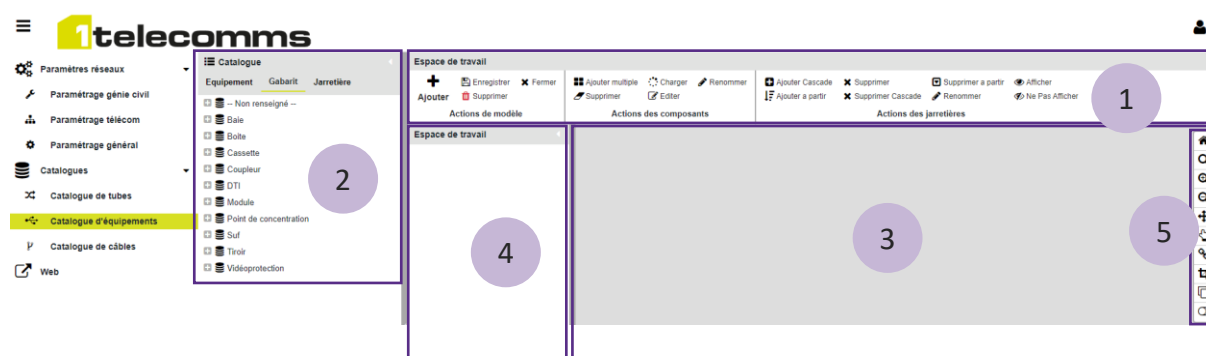 1telecomms
Paramètres réseaux
Paramétrage génie civil
Paramétrage télécom
Paramétrage général
Catalogues
Catalogue de tubes
Catalogue d'équipements
Catalogue de câbles
Web
Catalogue
Equipement Gabarit Jarretière
-- Non renseigné --
Baie
Boite
Cassette
Coupleur
DTI
Module
Point de concentration
Suf
Tiroir
Vidéoprotection
2
Espace de travail
Ajouter
Enregistrer Fermer
Supprimer
Actions de modèle
Ajouter multiple Charger Renommer
Supprimer Editer
Actions des composants
Ajouter Cascade Supprimer Supprimer a partir Afficher
Ajouter a partir Supprimer Cascade Renommer Ne Pas Afficher
Actions des jarretières
1
Espace de travail
4
3
5